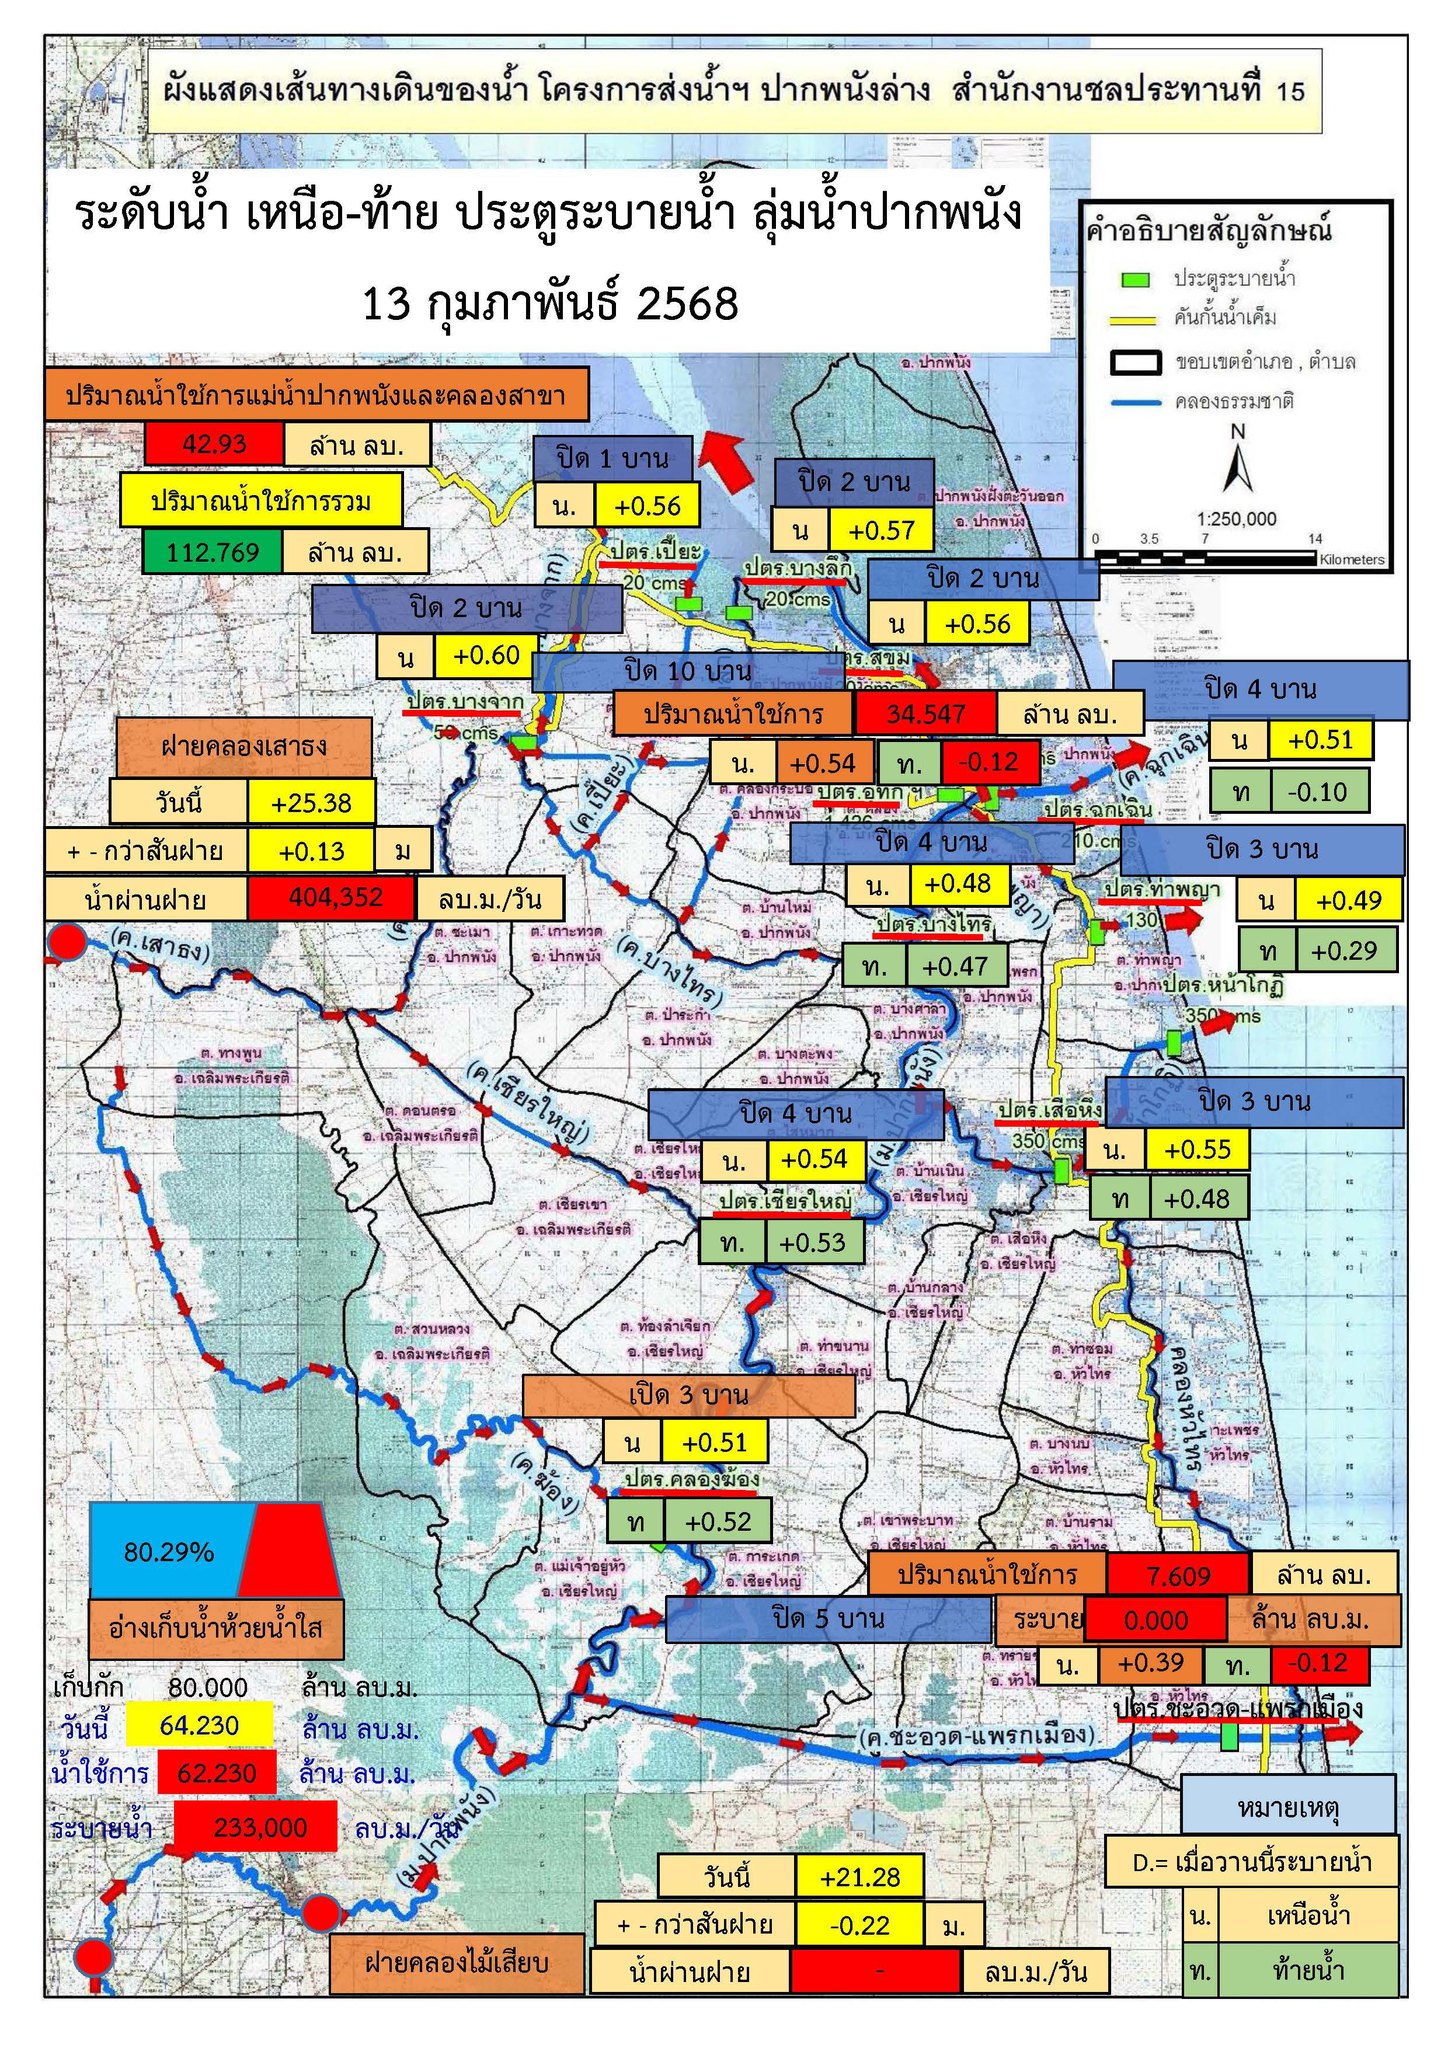 ผังแสดงเส้นทางเดินของน้ำ โครงการส่งน้ำฯ ปากพนังล่าง สำนักงานชลประทานที่ 15
ระดับน้ำ เหนือ-ท้าย ประตูระบายน้ำ ลุ่มน้ำปากพนัง
13 กุมภาพันธ์ 2568
คำอธิบายสัญลักษณ์
ประตูระบายน้ำ
คันกั้นน้ำเค็ม
ขอบเขตอำเภอ , ตำบล
คลองธรรมชาติ
N
1:250,000
0 3.5 7 14
Kilometers
อ. ปากพนัง
ปริมาณน้ำใช้การแม่น้ำปากพนังและคลองสาขา
42.93 ล้าน ลบ.
ปริมาณน้ำใช้การรวม
112.769 ล้าน ลบ.
ปิด 1 บาน
น. +0.56
ปตร.เปี๊ยะ
20 cms
ปิด 2 บาน
น +0.57
ปตร.บางลึก
20 cms
ต. ปากพนังฝั่งตะวันออก
อ. ปากพนัง
ปิด 2 บาน
น +0.56
ปตร.สุขุม
ปิด 2 บาน
น +0.60
ปตร.บางจาก
50 cms
ปิด 10 บาน
ปริมาณน้ำใช้การ 34.547 ล้าน ลบ.
น. +0.54 ท. -0.12
ปตร.อุทกฯ
ปิด 4 บาน
น +0.51
ท -0.10
(ค.ฉุกเฉิน
ปตร.ฉุกเฉิน
210 cms
ฝายคลองเสาธง
วันนี้ +25.38
+ - กว่าสันฝาย +0.13 ม
น้ำผ่านฝาย 404,352 ลบ.ม./วัน
(ค.เปี๊ยะ)
ปิด 4 บาน
น. +0.48
ปตร.บางไทร
ท. +0.47
ปิด 3 บาน
น +0.49
ท +0.29
ปตร.ท่าพญา
130
ต. ท่าพญา
ปตร.หน้าโกฏิ
350 cms
(ค.เสาธง)
ต. ชะเมา
อ. ปากพนัง
ต. เกาะทวด
อ. ปากพนัง
(ค.บางไทร)
ต. บ้านใหม่
อ. ปากพนัง
ต. ป่าระกำ
อ. ปากพนัง
ต. บางศาลา
อ. ปากพนัง
ต. บางตะพง
อ. ปากพนัง
ต. ทางพูน
อ. เฉลิมพระเกียรติ
(ค.เชียรใหญ่)
ต. ดอนตรอ
อ. เฉลิมพระเกียรติ
ปิด 4 บาน
น. +0.54
ปตร.เชียรใหญ่
ท. +0.53
ปตร.เสือหึง
350 cms
ปิด 3 บาน
น. +0.55
ท +0.48
ต. บ้านเนิน
อ. เชียรใหญ่
ต. เชียรเขา
อ. เฉลิมพระเกียรติ
ต. เสือหึง
อ. เชียรใหญ่
ต. บ้านกลาง
อ. เชียรใหญ่
ต. สวนหลวง
อ. เฉลิมพระเกียรติ
ต. ท้องลำเจียก
อ. เชียรใหญ่
ต. ท่าขนาน
อ. เชียรใหญ่
ต. ท่าซอม
อ. หัวไทร
คลองหัวไทร
เปิด 3 บาน
น +0.51
ปตร.คลองฆ้อง
ท +0.52
(ค.ฆ้อง)
ต. บางนบ
อ. หัวไทร
ต. เขาพระบาท
อ. เชียรใหญ่
ต. บ้านราม
อ. หัวไทร
ต. แม่เจ้าอยู่หัว
อ. เชียรใหญ่
ต. การะเกด
อ. เชียรใหญ่
80.29%
อ่างเก็บน้ำห้วยน้ำใส
เก็บกัก 80.000 ล้าน ลบ.ม.
วันนี้ 64.230 ล้าน ลบ.ม.
น้ำใช้การ 62.230 ล้าน ลบ.ม.
ระบายน้ำ 233,000 ลบ.ม./วัน
ปิด 5 บาน
ปริมาณน้ำใช้การ 7.609 ล้าน ลบ.
ระบาย 0.000 ล้าน ลบ.ม.
น. +0.39 ท. -0.12
ปตร.ชะอวด-แพรกเมือง
(ค.ชะอวด-แพรกเมือง)
(ม.ปากพนัง)
วันนี้ +21.28
+ - กว่าสันฝาย -0.22 ม.
น้ำผ่านฝาย - ลบ.ม./วัน
ฝายคลองไม้เสียบ
หมายเหตุ
D.= เมื่อวานนี้ระบายน้ำ
น. เหนือน้ำ
ท. ท้ายน้ำ